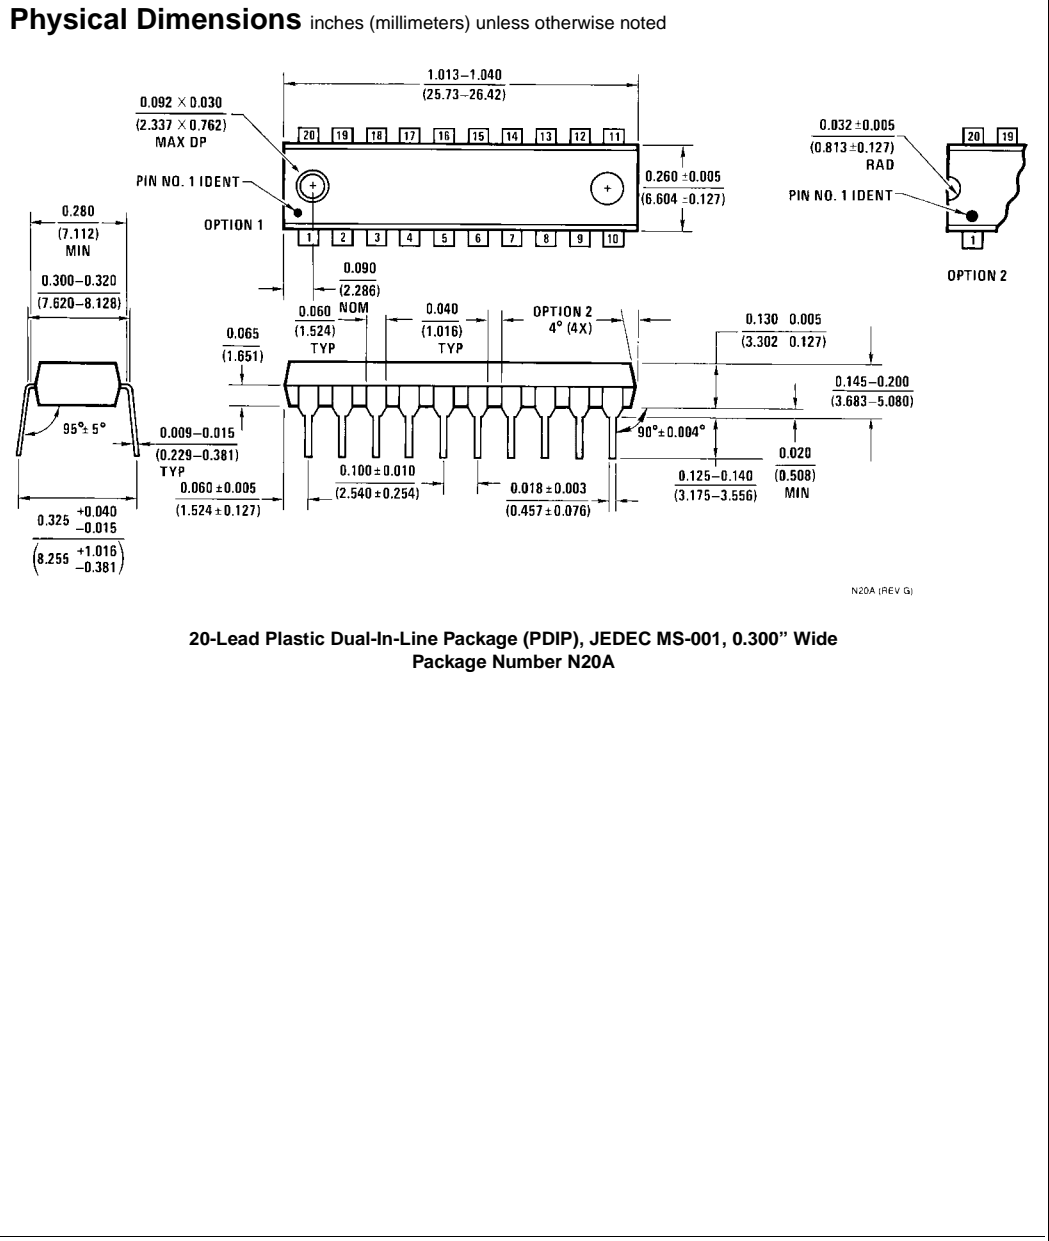 Physical Dimensions inches (millimeters) unless otherwise noted
1.013–1.040
(25.73–26.42)
0.092 × 0.030
(2.337 × 0.762)
MAX DP
20 19 18 17 16 15 14 13 12 11
0.032 ±0.005
(0.813 ±0.127)
RAD
20 19
PIN NO. 1 IDENT
0.260 ±0.005
(6.604 ±0.127)
PIN NO. 1 IDENT
OPTION 1
1 2 3 4 5 6 7 8 9 10
1
OPTION 2
0.280
(7.112)
MIN
0.090
(2.286)
NOM
0.300–0.320
(7.620–8.128)
0.060
(1.524)
TYP
0.040
(1.016)
TYP
OPTION 2
4° (4X)
0.130 0.005
(3.302 0.127)
0.065
(1.651)
0.145–0.200
(3.683–5.080)
95°± 5°
90°±0.004°
0.009–0.015
(0.229–0.381)
TYP
0.100 ± 0.010
(2.540 ± 0.254)
0.020
(0.508)
MIN
0.125–0.140
(3.175–3.556)
0.060 ± 0.005
(1.524 ± 0.127)
0.018 ± 0.003
(0.457 ± 0.076)
0.325 +0.040
–0.015
(8.255 +1.016
–0.381)
N20A (REV G)
20-Lead Plastic Dual-In-Line Package (PDIP), JEDEC MS-001, 0.300” Wide
Package Number N20A